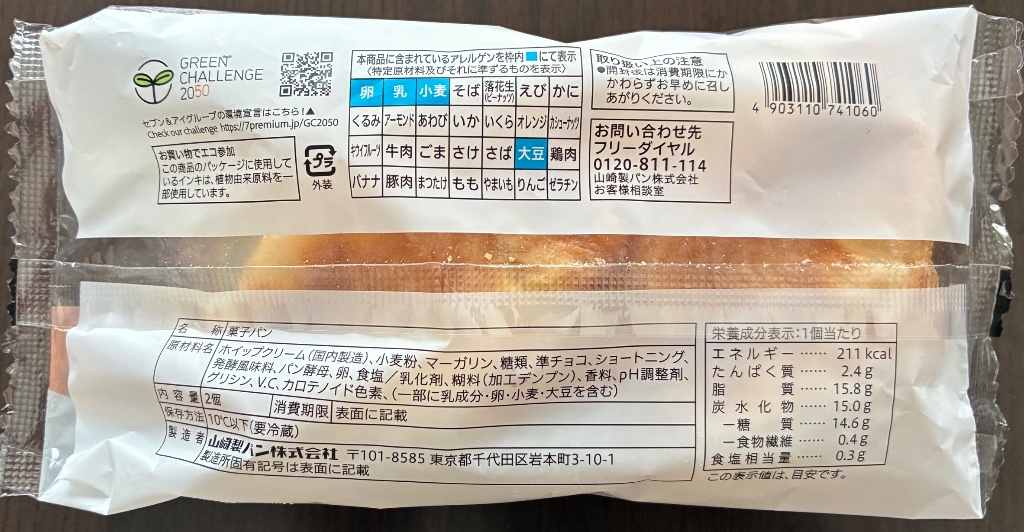 GREEN
CHALLENGE
2050
セブン&アイグループの環境宣言はこちら!▲
Check our challenge https://7premium.jp/GC2050
お買い物でエコ参加
この商品のパッケージに使用して
いるインキは、植物由来原料を一
部使用しています。
プラ
外装
本商品に含まれているアレルゲンを枠内■にて表示
〈特定原材料及びそれに準ずるものを表示〉
卵 乳 小麦 そば 落花生(ピーナッツ) えび かに
くるみ アーモンド あわび いか いくら オレンジ カシューナッツ
キウイフルーツ 牛肉 ごま さけ さば 大豆 鶏肉
バナナ 豚肉 まつたけ もも やまいも りんご ゼラチン
取り扱い上の注意
●開封後は消費期限にか
かわらずお早めに召し
あがりください。
お問い合わせ先
フリーダイヤル
0120-811-114
山崎製パン株式会社
お客様相談室
4 903110 741060
名 称 菓子パン
原材料名 ホイップクリーム(国内製造)、小麦粉、マーガリン、糖類、準チョコ、ショートニング、
発酵風味料、パン酵母、卵、食塩/乳化剤、糊料(加工デンプン)、香料、pH調整剤、
グリシン、V.C、カロテノイド色素、(一部に乳成分・卵・小麦・大豆を含む)
内容量 2個 消費期限 表面に記載
保存方法 10℃以下(要冷蔵)
製造者 山崎製パン株式会社 〒101-8585 東京都千代田区岩本町3-10-1
製造所固有記号は表面に記載
栄養成分表示:1個当たり
エネルギー …… 211kcal
たんぱく質 …… 2.4g
脂 質 …… 15.8g
炭水化物 …… 15.0g
―糖 質 …… 14.6g
―食物繊維 …… 0.4g
食塩相当量 …… 0.3g
この表示値は、目安です。